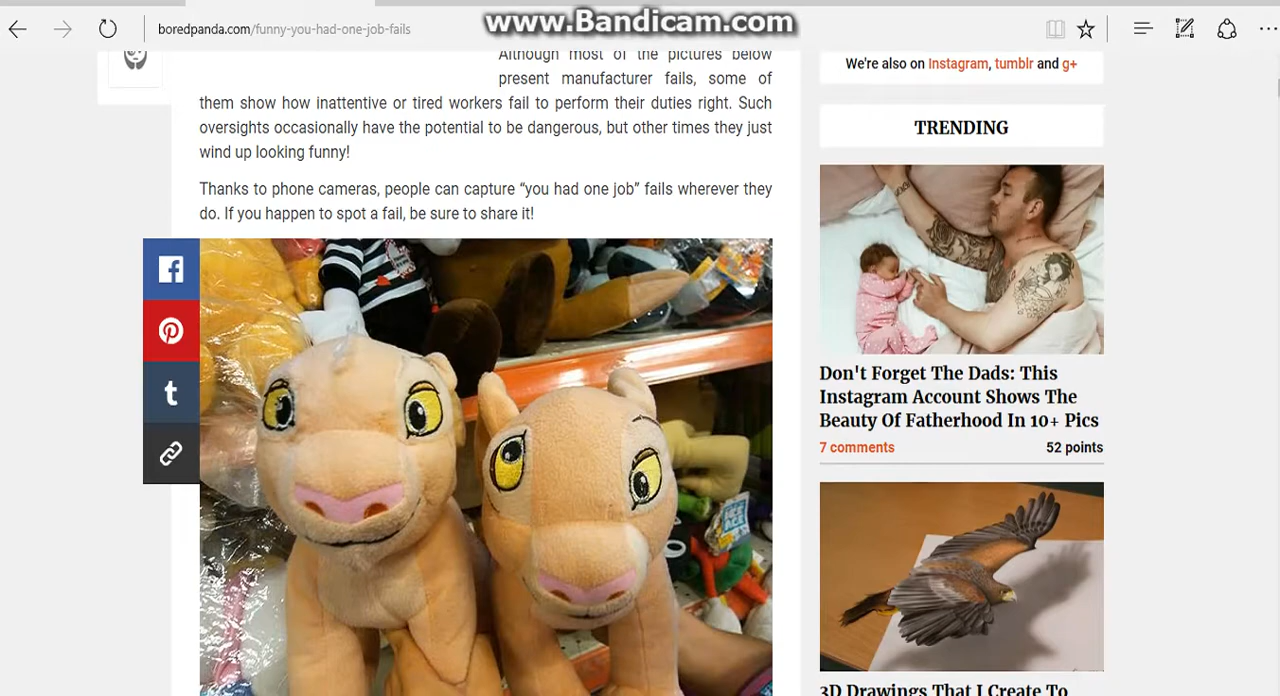 www.Bandicam.com
boredpanda.com/funny-you-had-one-job-fails
Although most of the pictures below
present manufacturer fails, some of
them show how inattentive or tired workers fail to perform their duties right. Such
oversights occasionally have the potential to be dangerous, but other times they just
wind up looking funny!
Thanks to phone cameras, people can capture “you had one job” fails wherever they
do. If you happen to spot a fail, be sure to share it!
f
t
ICE
AGE
We're also on Instagram, tumblr and g+
TRENDING
Don't Forget The Dads: This
Instagram Account Shows The
Beauty Of Fatherhood In 10+ Pics
7 comments 52 points
3D Drawings That I Create To